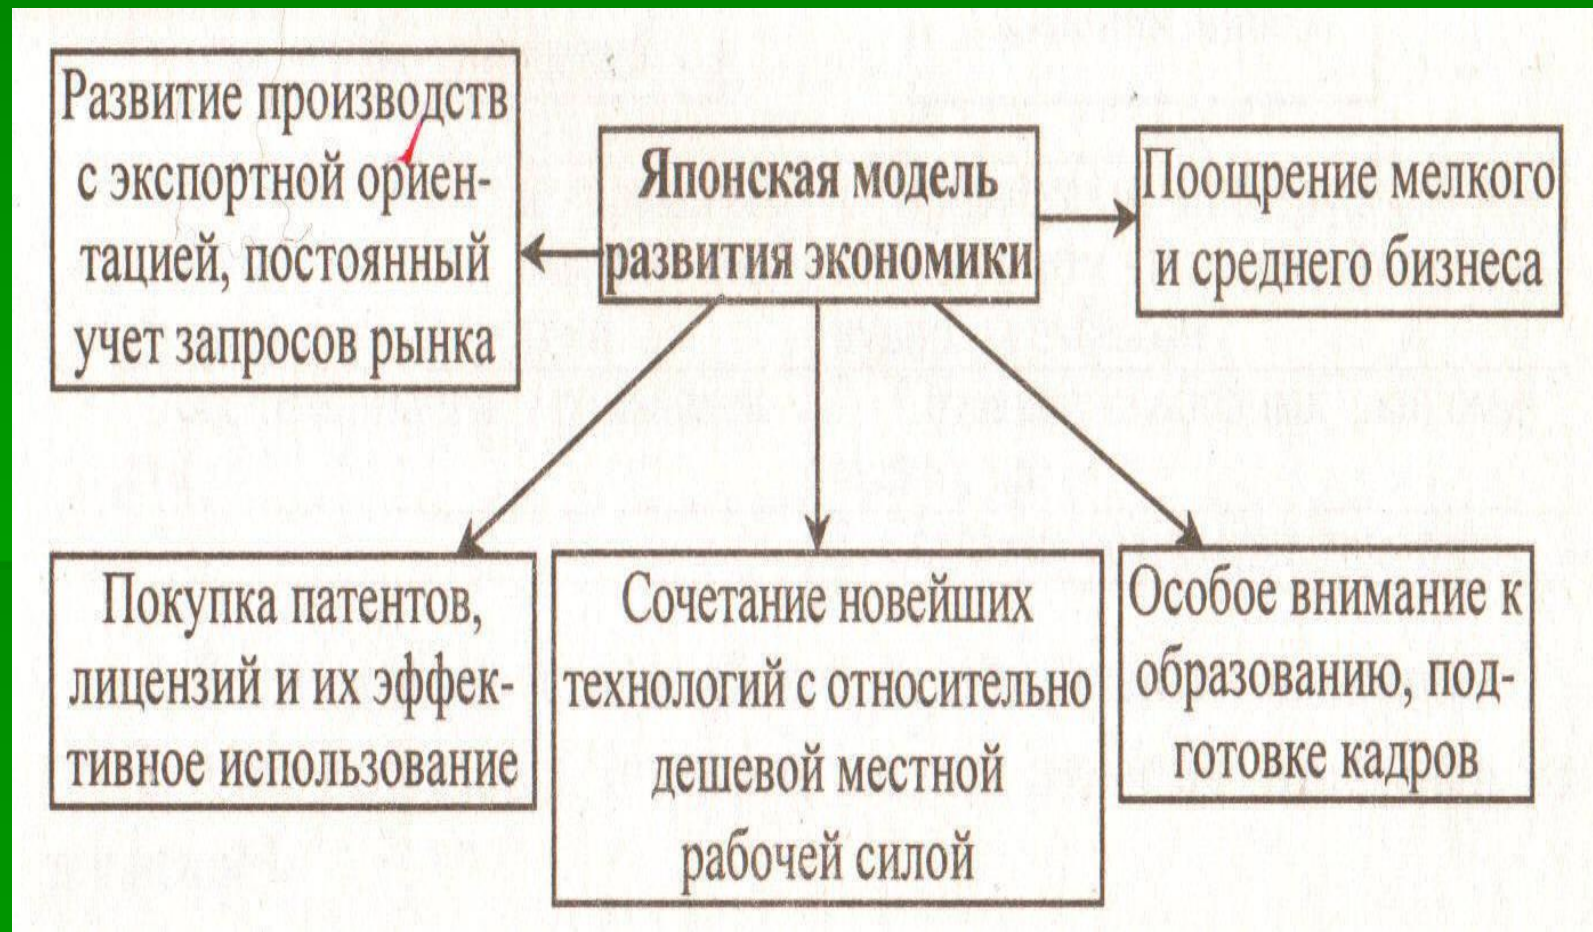 Развитие производств
с экспортной ориен-
тацией, постоянный
учет запросов рынка
Японская модель
развития экономики
Поощрение мелкого
и среднего бизнеса
Покупка патентов,
лицензий и их эффек-
тивное использование
Сочетание новейших
технологий с относительно
дешевой местной
рабочей силой
Особое внимание к
образованию, под-
готовке кадров